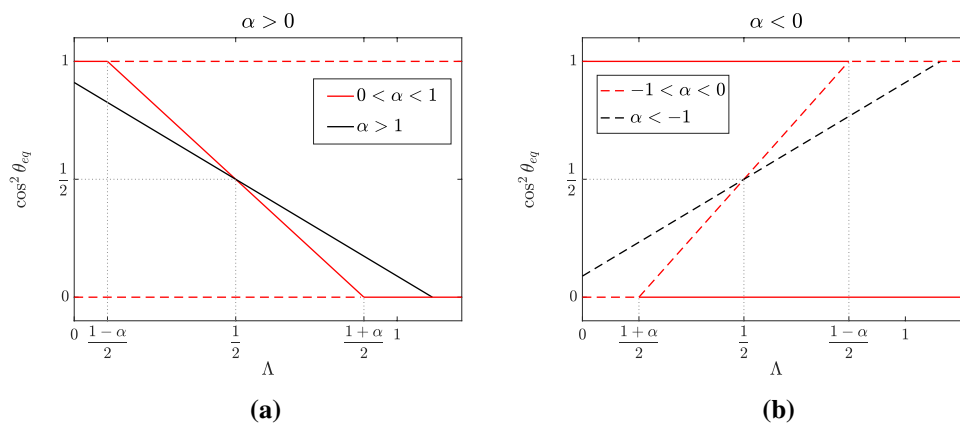 α > 0
1
1/2
0
cos² θ_eq
0 < α < 1
α > 1
0 (1−α)/2 1/2 (1+α)/2 1
Λ
(a)
α < 0
1
1/2
0
cos² θ_eq
−1 < α < 0
α < −1
0 (1+α)/2 1/2 (1−α)/2 1
Λ
(b)